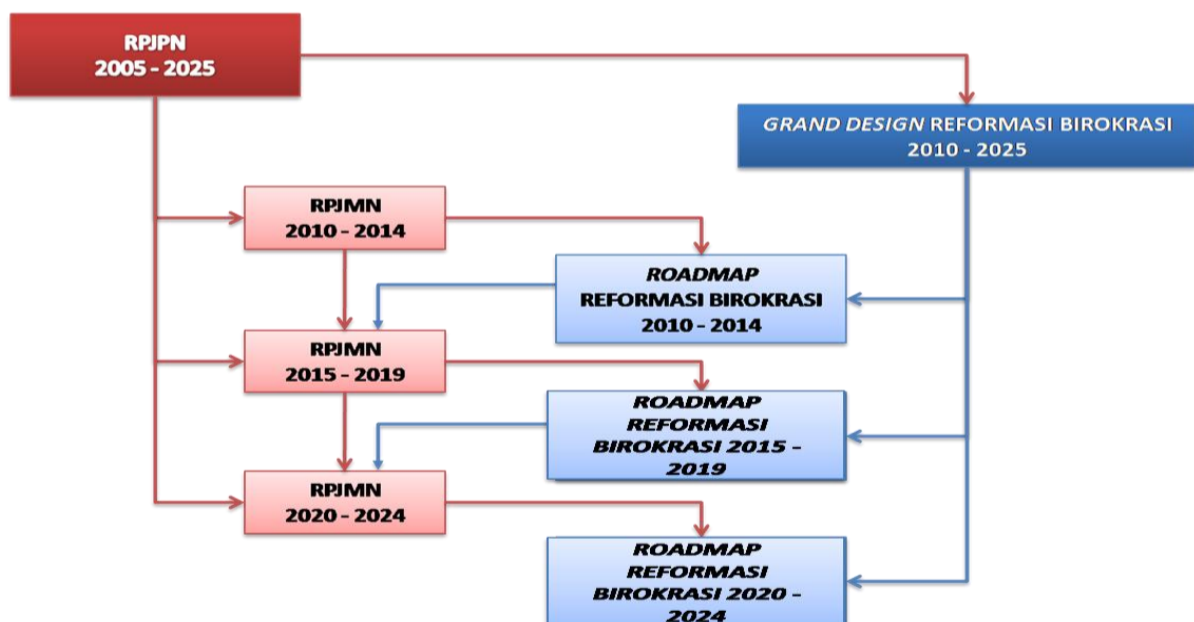 RPJPN
2005 - 2025
GRAND DESIGN REFORMASI BIROKRASI
2010 - 2025
RPJMN
2010 - 2014
ROADMAP
REFORMASI BIROKRASI
2010 - 2014
RPJMN
2015 - 2019
ROADMAP
REFORMASI
BIROKRASI 2015 -
2019
RPJMN
2020 - 2024
ROADMAP
REFORMASI
BIROKRASI 2020 -
2024